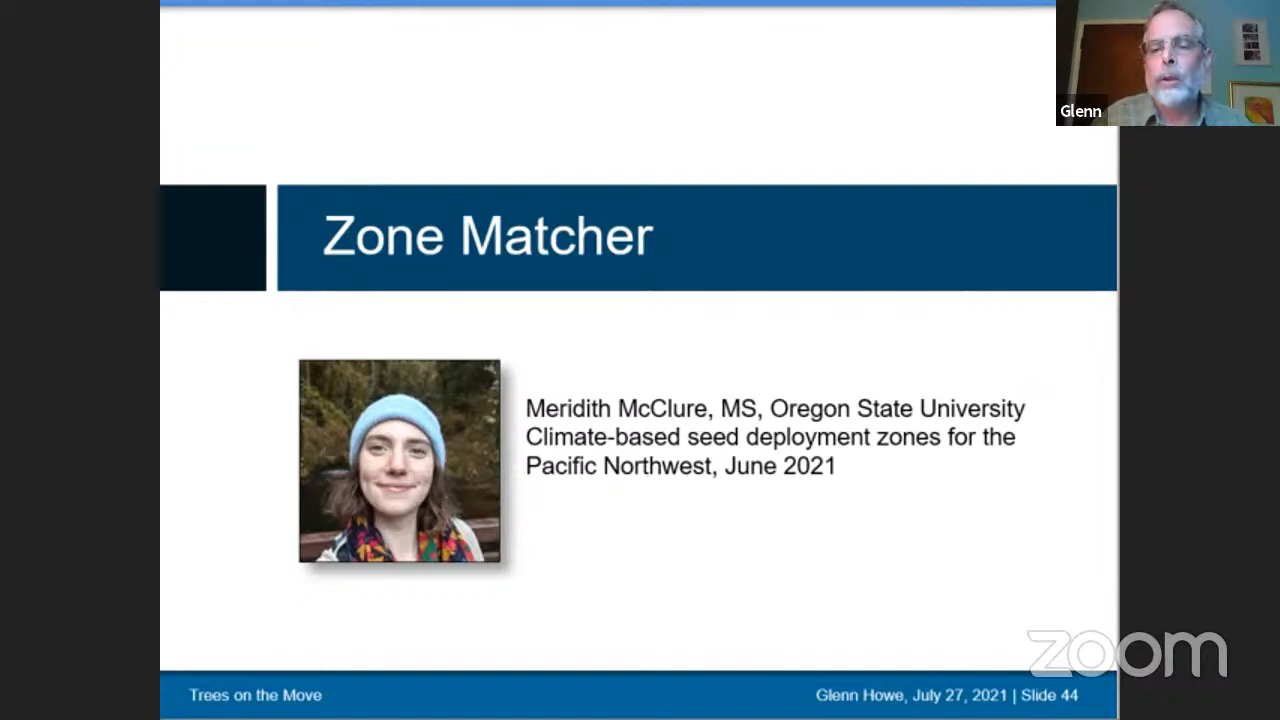 Glenn
Zone Matcher
Meridith McClure, MS, Oregon State University
Climate-based seed deployment zones for the
Pacific Northwest, June 2021
zoom
Trees on the Move
Glenn Howe, July 27, 2021 | Slide 44